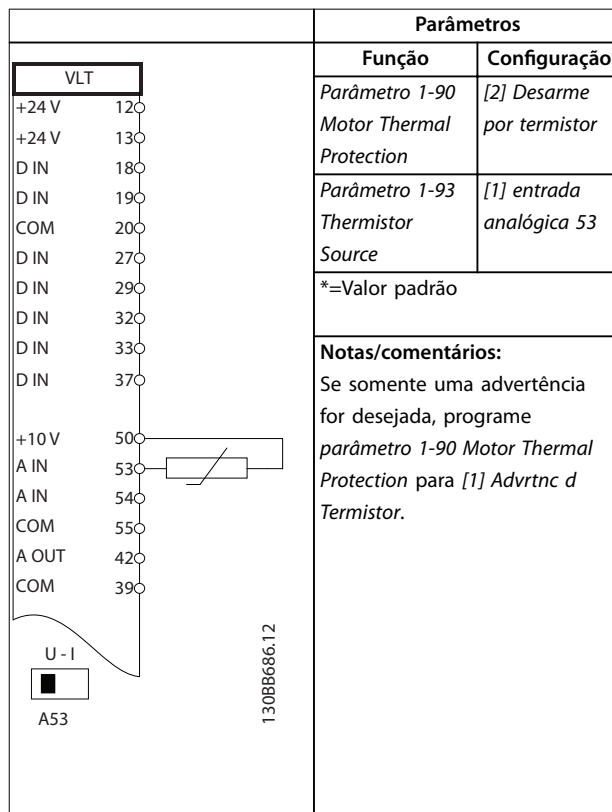 VLT
+24 V 12
+24 V 13
D IN 18
D IN 19
COM 20
D IN 27
D IN 29
D IN 32
D IN 33
D IN 37
+10 V 50
A IN 53
A IN 54
COM 55
A OUT 42
COM 39
U - I
A53
130BB686.12
Parâmetros
Função Configuração
Parâmetro 1-90 [2] Desarme
Motor Thermal por termistor
Protection
Parâmetro 1-93 [1] entrada
Thermistor analógica 53
Source
*=Valor padrão
Notas/comentários:
Se somente uma advertência
for desejada, programe
parâmetro 1-90 Motor Thermal
Protection para [1] Advrtnc d
Termistor.